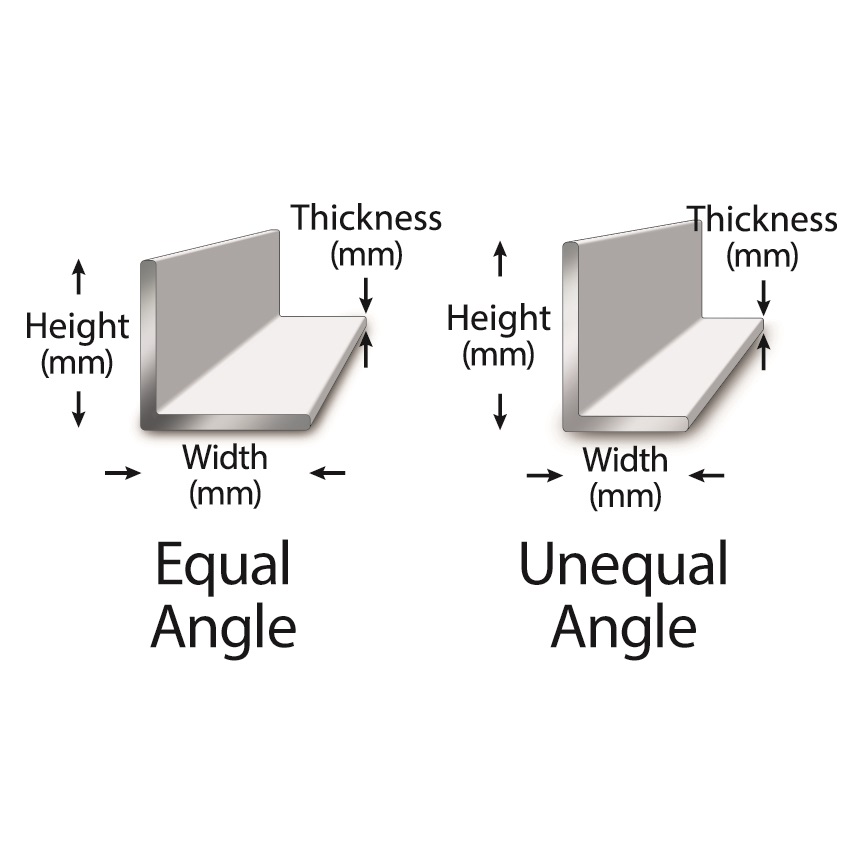 Thickness
(mm)
Height
(mm)
Width
(mm)
Equal
Angle
Thickness
(mm)
Height
(mm)
Width
(mm)
Unequal
Angle